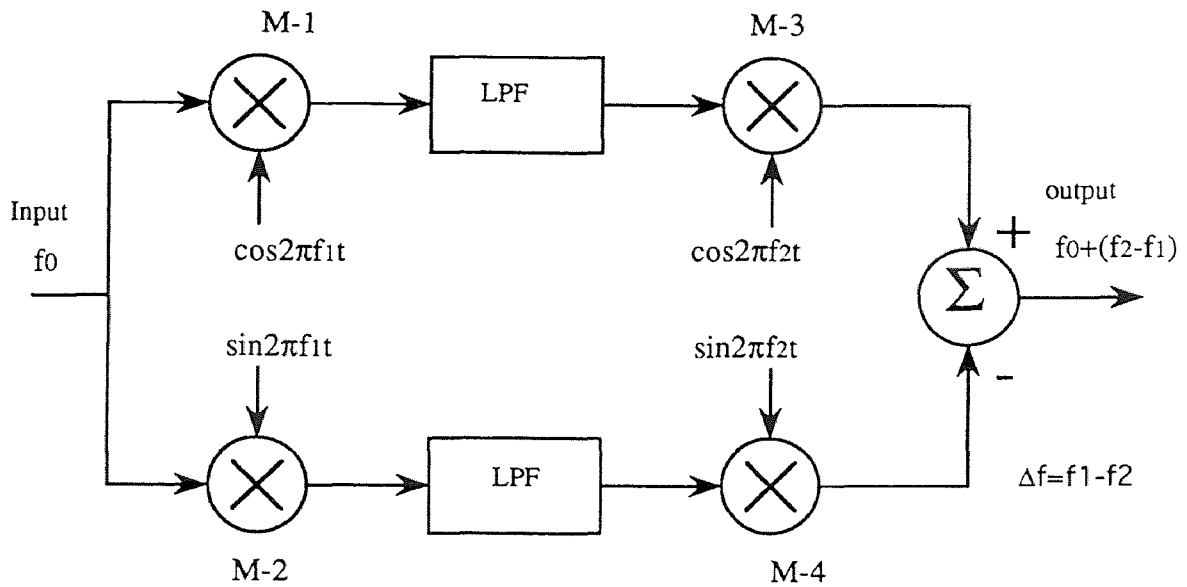 M-1
M-3
LPF
Input
f0
cos2πf1t
cos2πf2t
+
output
f0+(f2-f1)
Σ
sin2πf1t
sin2πf2t
-
LPF
Δf=f1-f2
M-2
M-4